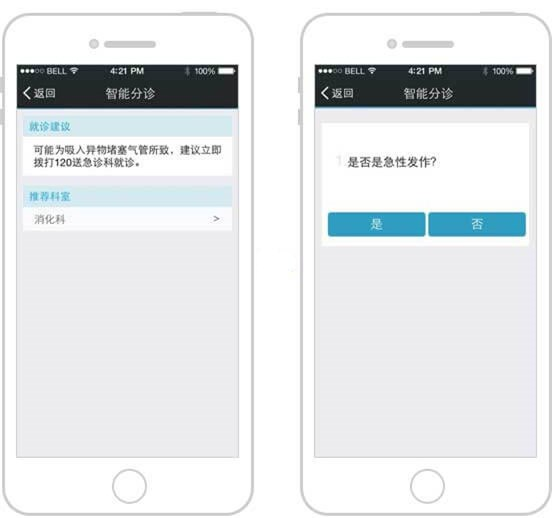 BELL 4:21 PM 100%
返回 智能分诊
就诊建议
可能为吸入异物堵塞气管所致，建议立即
拨打120送急诊科就诊。
推荐科室
消化科 >
BELL 4:21 PM 100%
返回 智能分诊
1 是否是急性发作?
是 否